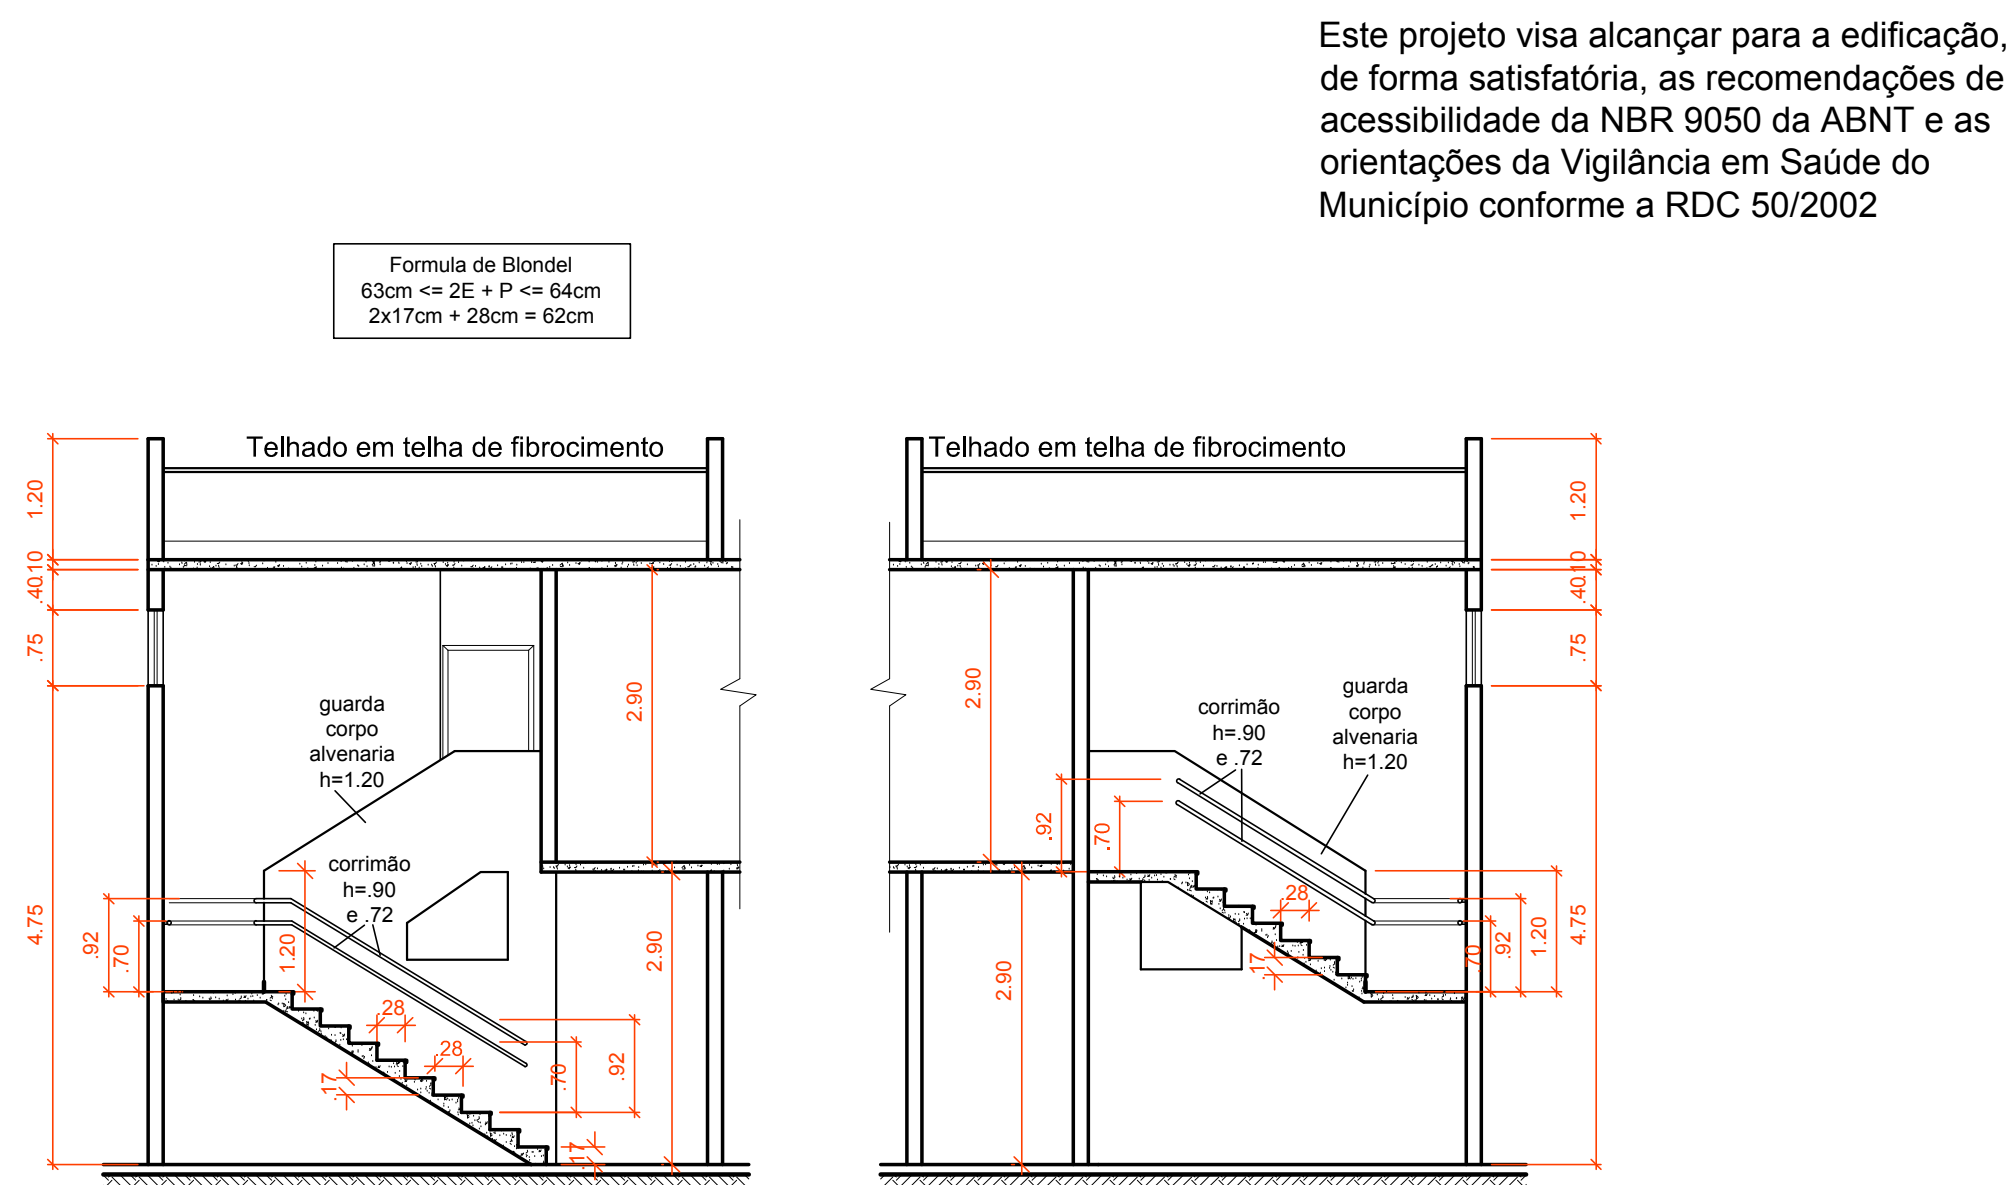 Este projeto visa alcançar para a edificação,
de forma satisfatória, as recomendações de
acessibilidade da NBR 9050 da ABNT e as
orientações da Vigilância em Saúde do
Município conforme a RDC 50/2002
Formula de Blondel
63cm <= 2E + P <= 64cm
2x17cm + 28cm = 62cm
Telhado em telha de fibrocimento
1.20
.10
.40
.75
4.75
2.90
guarda
corpo
alvenaria
h=1.20
corrimão
h=.90
e .72
.92
.70
1.20
.28
.28
.17
.70
.92
.17
2.90
Telhado em telha de fibrocimento
1.20
.10
.40
.75
4.75
2.90
corrimão
h=.90
e .72
guarda
corpo
alvenaria
h=1.20
.92
.70
.28
.17
.70
.92
1.20
2.90